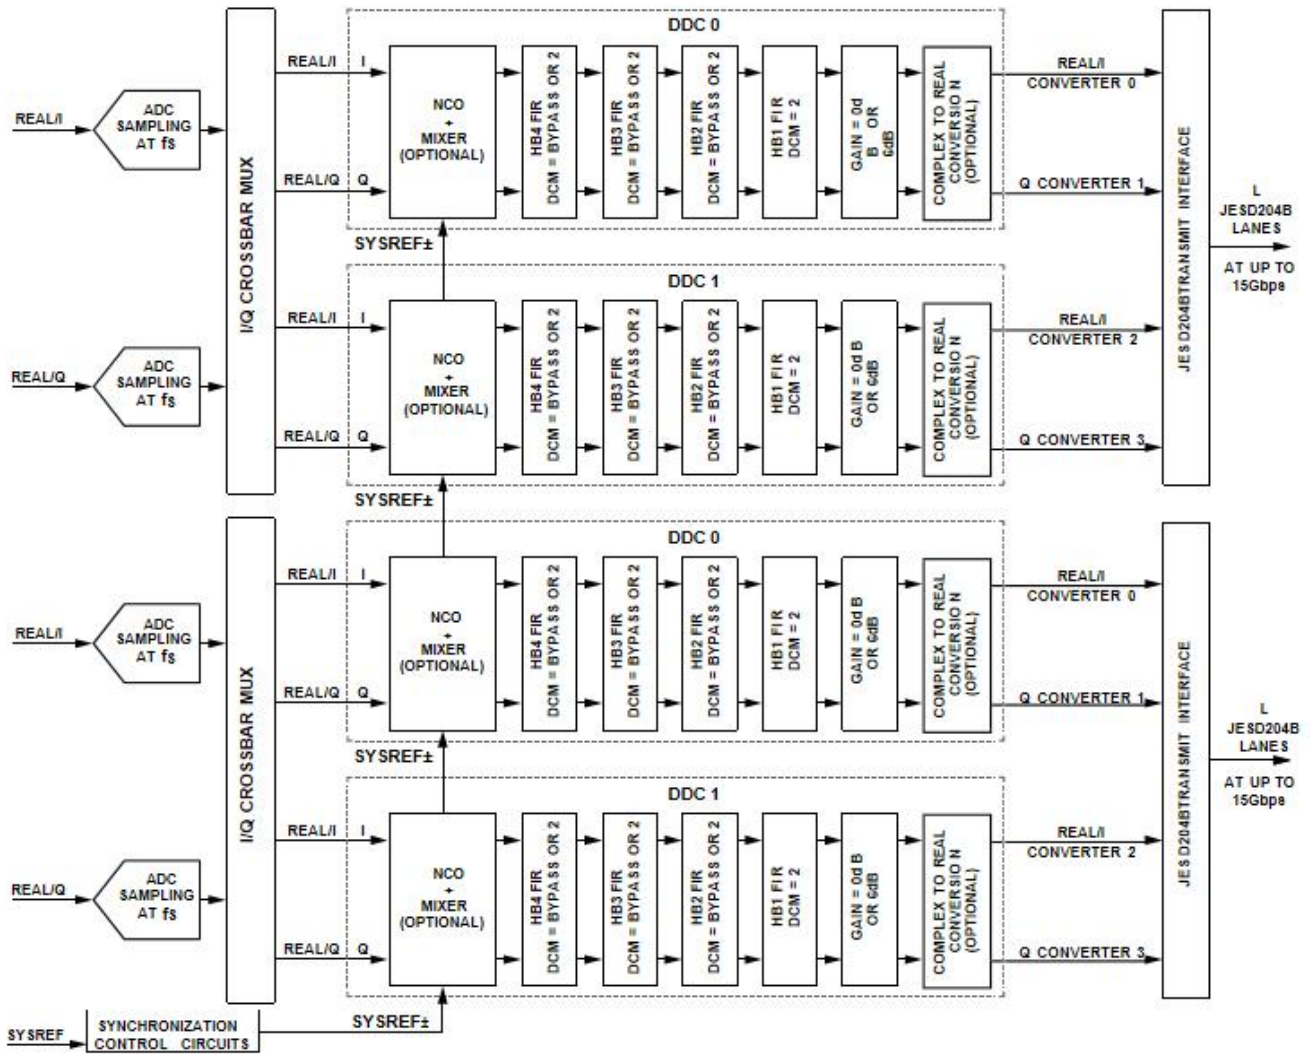 DDC 0
REAL/I
ADC
SAMPLING
AT fs
I/Q CROSSBAR MUX
REAL/I I
REAL/Q Q
NCO
+
MIXER
(OPTIONAL)
HB4 FIR
DCM = BYPASS OR 2
HB3 FIR
DCM = BYPASS OR 2
HB2 FIR
DCM = BYPASS OR 2
HB1 FIR
DCM = 2
GAIN = 0d
B OR
6dB
COMPLEX TO REAL
CONVERSION
(OPTIONAL)
REAL/I
CONVERTER 0
Q CONVERTER 1
SYSREF±
DDC 1
REAL/Q
ADC
SAMPLING
AT fs
REAL/I I
REAL/Q Q
NCO
+
MIXER
(OPTIONAL)
HB4 FIR
DCM = BYPASS OR 2
HB3 FIR
DCM = BYPASS OR 2
HB2 FIR
DCM = BYPASS OR 2
HB1 FIR
DCM = 2
GAIN = 0dB
OR 6dB
COMPLEX TO REAL
CONVERSION
(OPTIONAL)
REAL/I
CONVERTER 2
Q CONVERTER 3
JESD204BTRANSMIT INTERFACE
L
JESD204B
LANES
AT UP TO
15Gbps
SYSREF±
DDC 0
REAL/I
ADC
SAMPLING
AT fs
I/Q CROSSBAR MUX
REAL/I I
REAL/Q Q
NCO
+
MIXER
(OPTIONAL)
HB4 FIR
DCM = BYPASS OR 2
HB3 FIR
DCM = BYPASS OR 2
HB2 FIR
DCM = BYPASS OR 2
HB1 FIR
DCM = 2
GAIN = 0dB
OR 6dB
COMPLEX TO REAL
CONVERSION
(OPTIONAL)
REAL/I
CONVERTER 0
Q CONVERTER 1
SYSREF±
DDC 1
REAL/Q
ADC
SAMPLING
AT fs
REAL/I I
REAL/Q Q
NCO
+
MIXER
(OPTIONAL)
HB4 FIR
DCM = BYPASS OR 2
HB3 FIR
DCM = BYPASS OR 2
HB2 FIR
DCM = BYPASS OR 2
HB1 FIR
DCM = 2
GAIN = 0dB
OR 6dB
COMPLEX TO REAL
CONVERSION
(OPTIONAL)
REAL/I
CONVERTER 2
Q CONVERTER 3
JESD204BTRANSMIT INTERFACE
L
JESD204B
LANES
AT UP TO
15Gbps
SYSREF
SYNCHRONIZATION
CONTROL CIRCUITS
SYSREF±